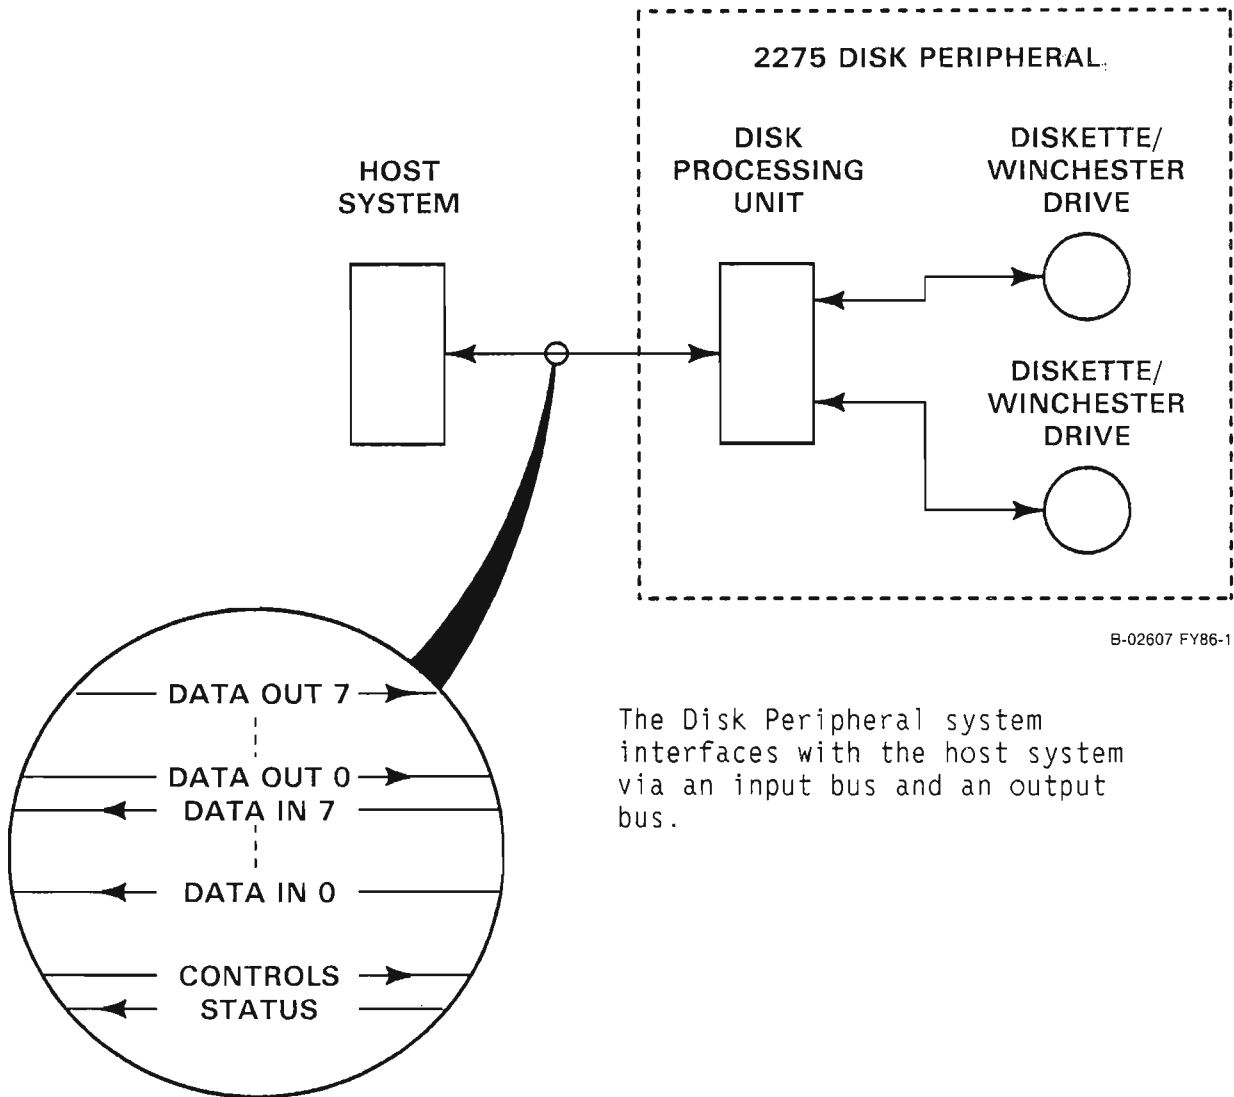 2275 DISK PERIPHERAL
HOST
SYSTEM
DISK
PROCESSING
UNIT
DISKETTE/
WINCHESTER
DRIVE
DISKETTE/
WINCHESTER
DRIVE
B-02607 FY86-1
DATA OUT 7
DATA OUT 0
DATA IN 7
DATA IN 0
CONTROLS
STATUS
The Disk Peripheral system
interfaces with the host system
via an input bus and an output
bus.